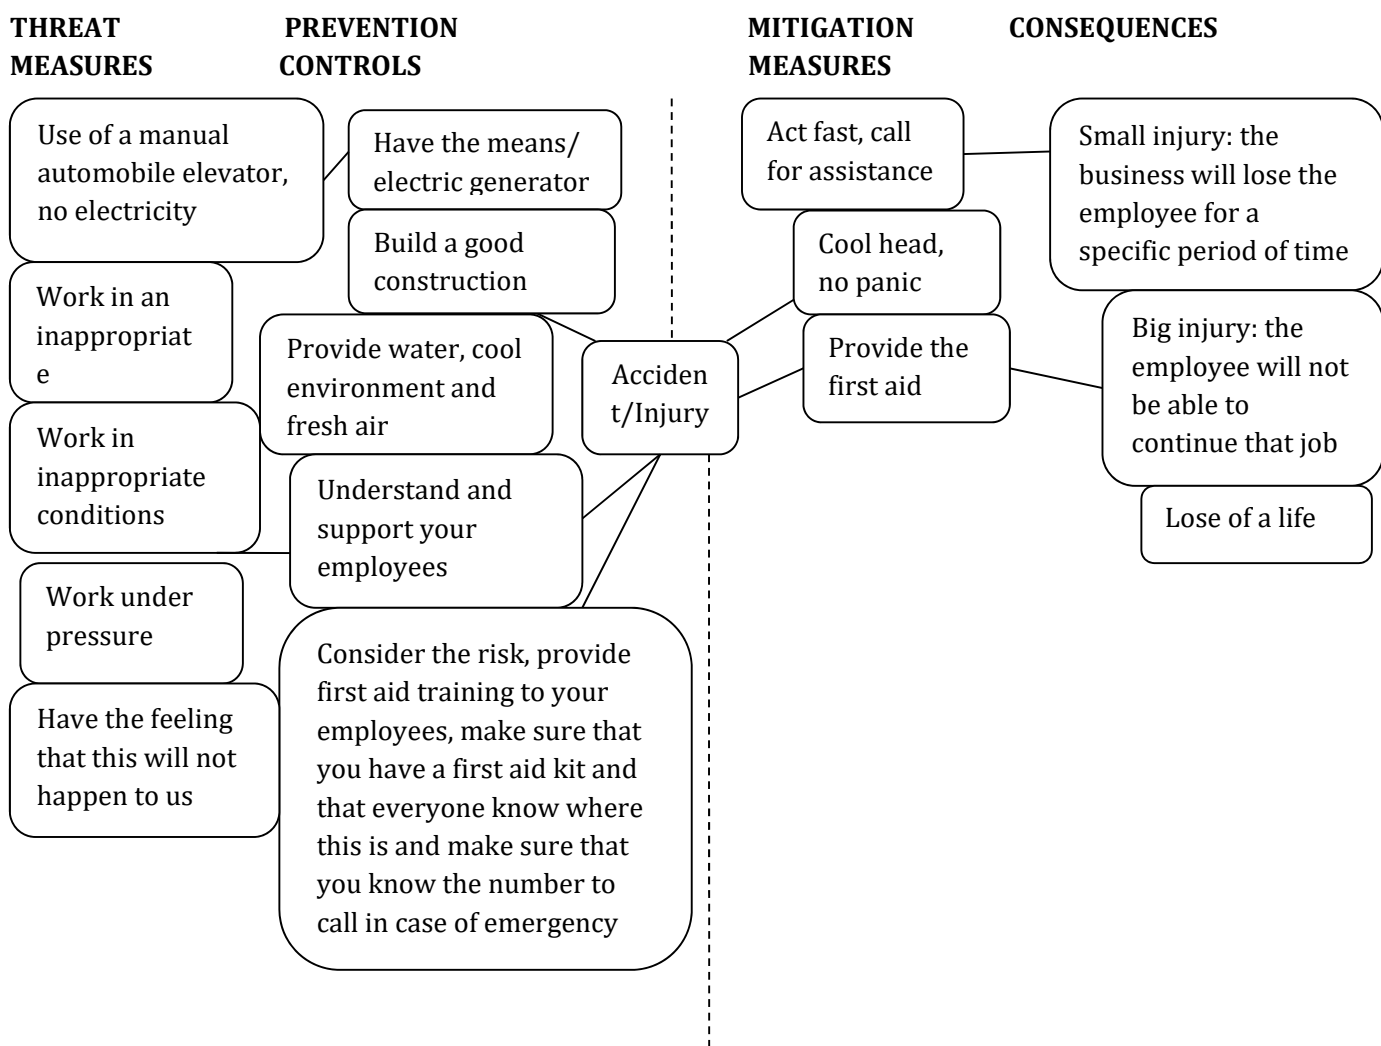 THREAT
MEASURES
PREVENTION
CONTROLS
MITIGATION
MEASURES
CONSEQUENCES
Use of a manual
automobile elevator,
no electricity
Work in an
inappropriat
e
Work in
inappropriate
conditions
Work under
pressure
Have the feeling
that this will not
happen to us
Have the means/
electric generator
Build a good
construction
Provide water, cool
environment and
fresh air
Understand and
support your
employees
Consider the risk, provide
first aid training to your
employees, make sure that
you have a first aid kit and
that everyone know where
this is and make sure that
you know the number to
call in case of emergency
Acciden
t/Injury
Act fast, call
for assistance
Cool head,
no panic
Provide the
first aid
Small injury: the
business will lose the
employee for a
specific period of time
Big injury: the
employee will not
be able to
continue that job
Lose of a life